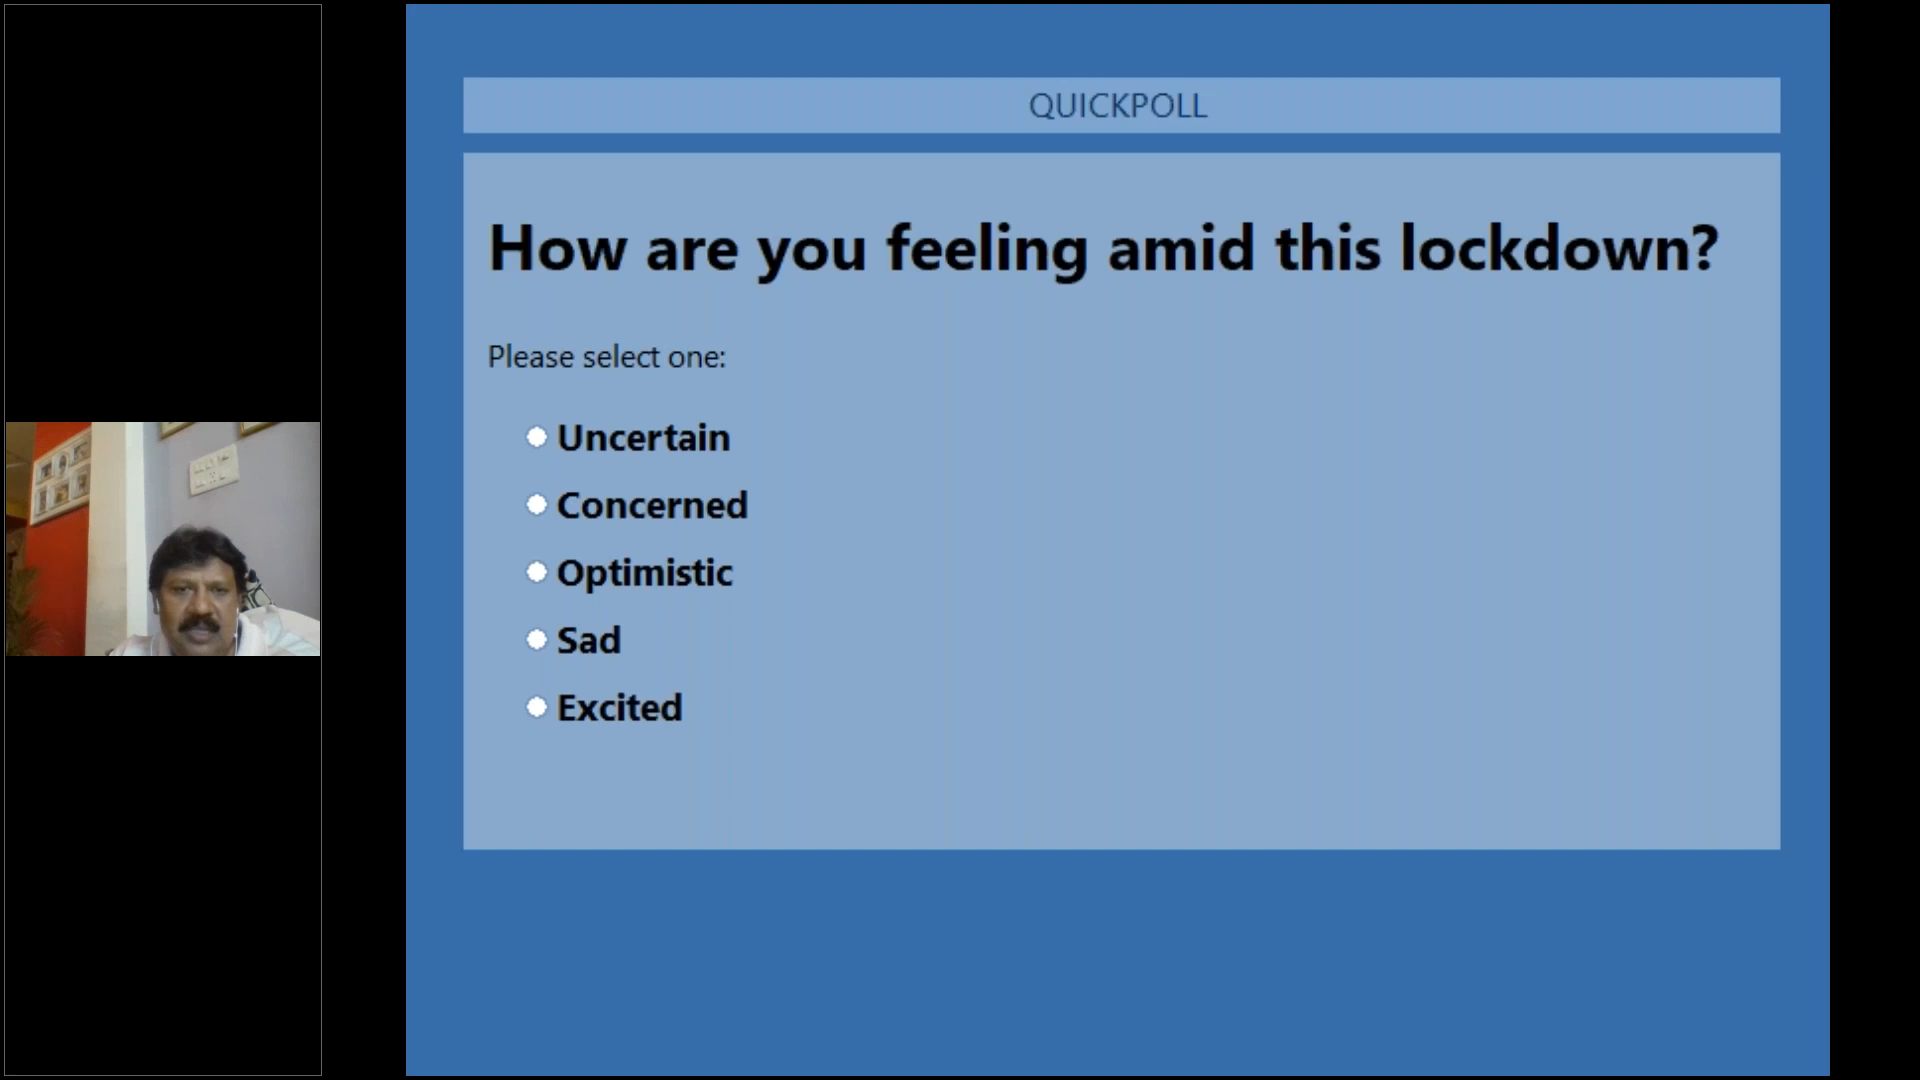 QUICKPOLL
How are you feeling amid this lockdown?
Please select one:
Uncertain
Concerned
Optimistic
Sad
Excited